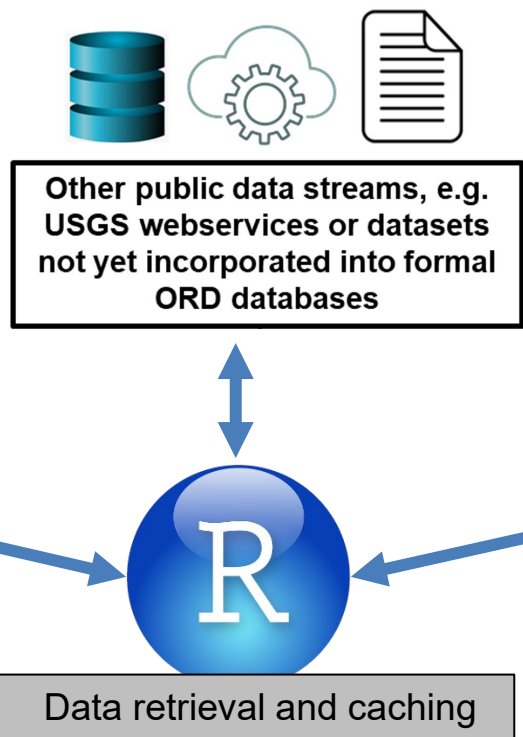 Other public data streams, e.g.
USGS webservices or datasets
not yet incorporated into formal
ORD databases
R
Data retrieval and caching